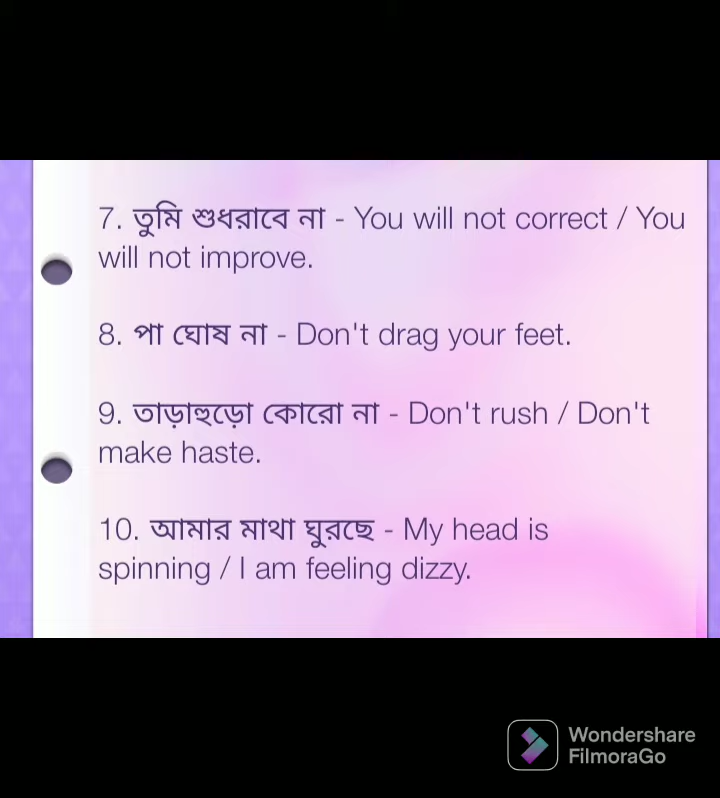 7. তুমি শুধরাবে না - You will not correct / You
will not improve.
8. পা ঘোষ না - Don't drag your feet.
9. তাড়াহুড়ো কোরো না - Don't rush / Don't
make haste.
10. আমার মাথা ঘুরছে - My head is
spinning / I am feeling dizzy.
Wondershare
FilmoraGo